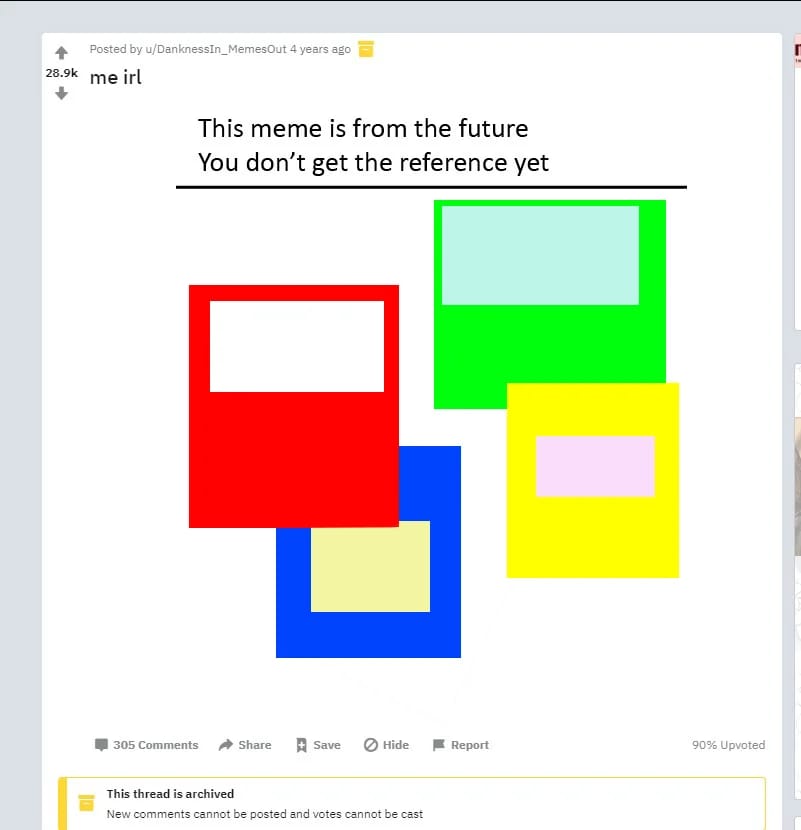 Posted by u/DanknessIn_MemesOut 4 years ago
28.9k
me irl
This meme is from the future
You don’t get the reference yet
305 Comments Share Save Hide Report 90% Upvoted
This thread is archived
New comments cannot be posted and votes cannot be cast